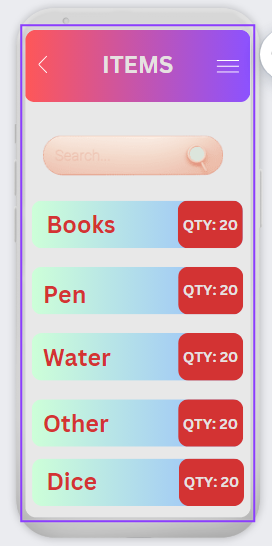 ITEMS
Search...
Books QTY: 20
Pen QTY: 20
Water QTY: 20
Other QTY: 20
Dice QTY: 20